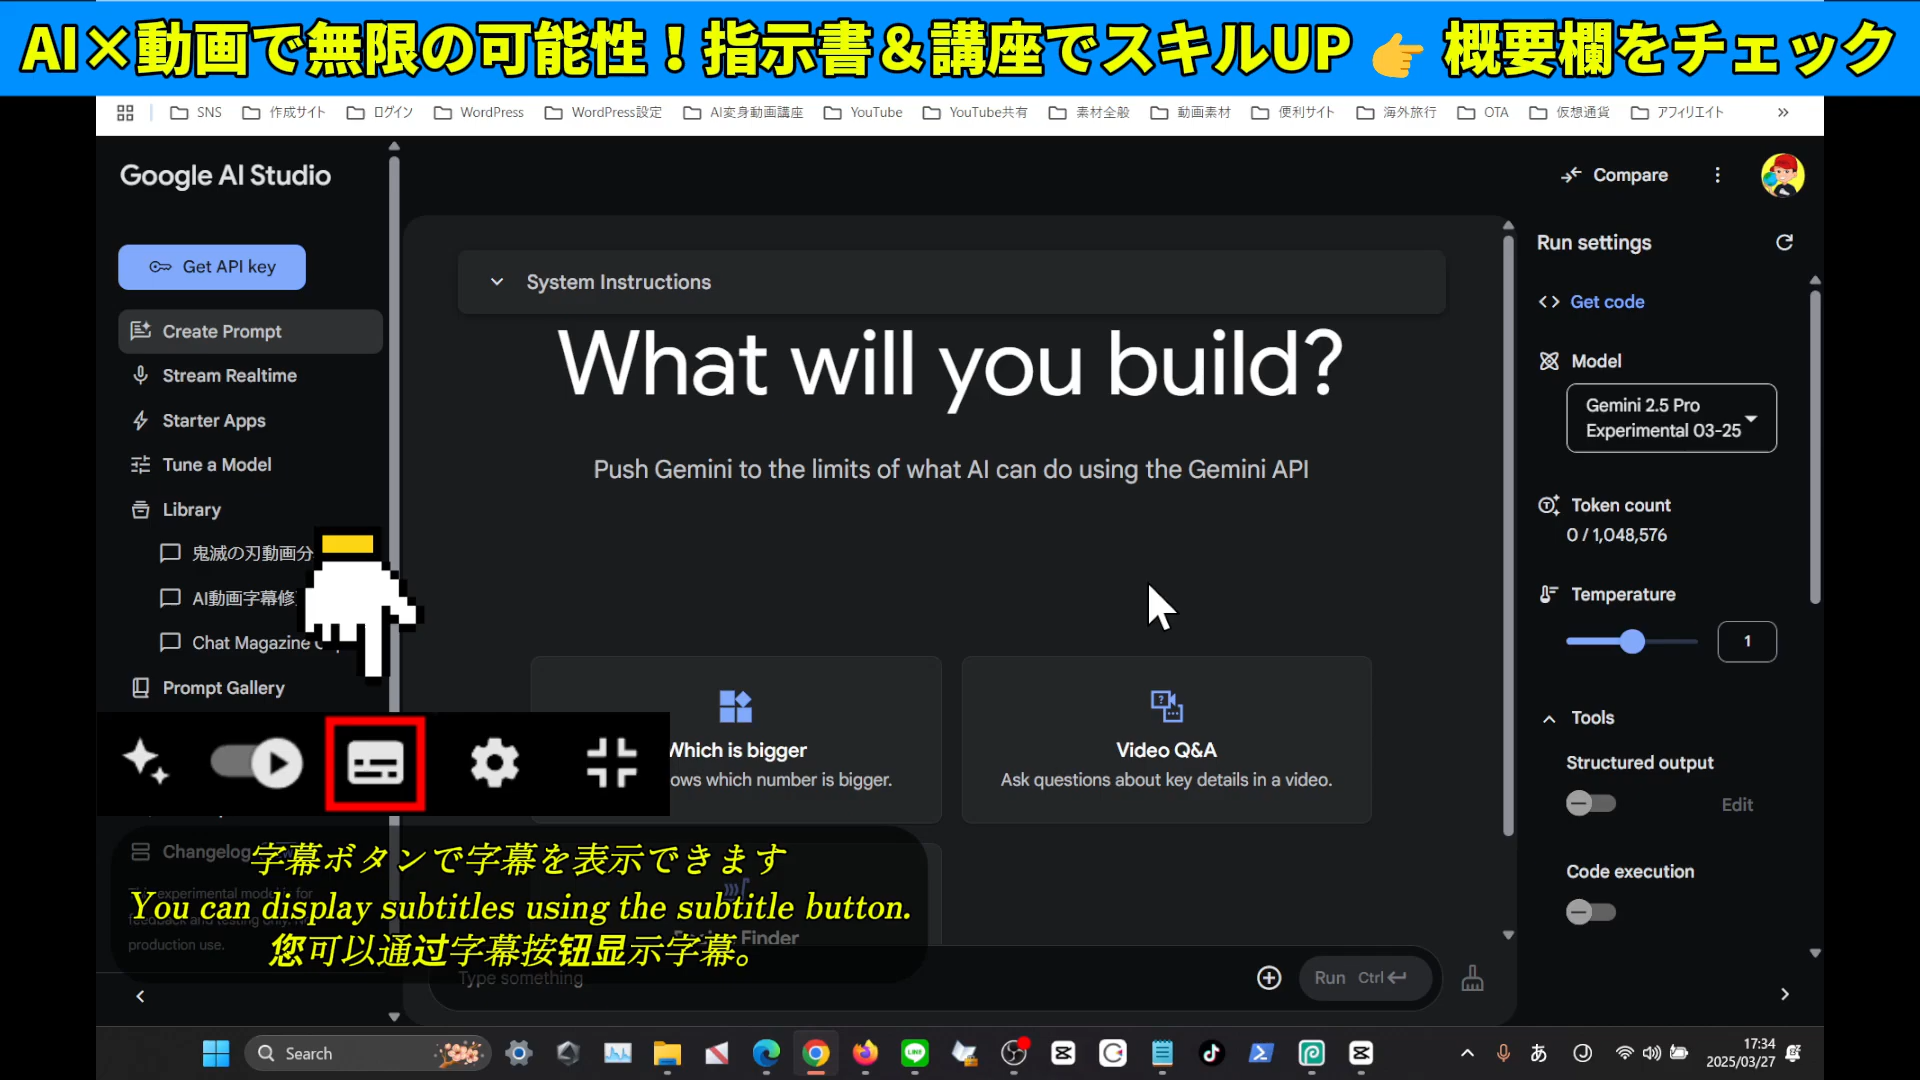 AI×動画で無限の可能性！指示書＆講座でスキルUP 👉 概要欄をチェック
SNS 作成サイト ログイン WordPress WordPress設定 AI変身動画講座 YouTube YouTube共有 素材全般 動画素材 便利サイト 海外旅行 OTA 仮想通貨 アフィリエイト »
Google AI Studio
Compare
Get API key
Create Prompt
Stream Realtime
Starter Apps
Tune a Model
Library
鬼滅の刃動画分
AI動画字幕修
Chat Magazine
Prompt Gallery
System Instructions
What will you build?
Push Gemini to the limits of what AI can do using the Gemini API
Which is bigger
ows which number is bigger.
Video Q&A
Ask questions about key details in a video.
Finder
Changelog
experimental model is for
feedback and testing only.
production use.
字幕ボタンで字幕を表示できます
You can display subtitles using the subtitle button.
您可以通过字幕按钮显示字幕。
Type something
Run Ctrl
Run settings
Get code
Model
Gemini 2.5 Pro
Experimental 03-25
Token count
0 / 1,048,576
Temperature
1
Tools
Structured output
Edit
Code execution
Search
あ
17:34
2025/03/27